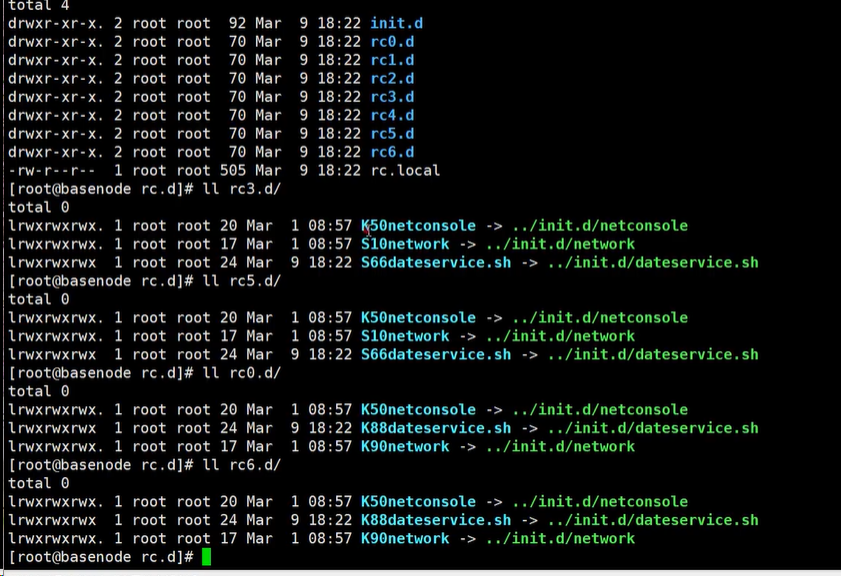 total 4
drwxr-xr-x. 2 root root  92 Mar  9 18:22 init.d
drwxr-xr-x. 2 root root  70 Mar  9 18:22 rc0.d
drwxr-xr-x. 2 root root  70 Mar  9 18:22 rc1.d
drwxr-xr-x. 2 root root  70 Mar  9 18:22 rc2.d
drwxr-xr-x. 2 root root  70 Mar  9 18:22 rc3.d
drwxr-xr-x. 2 root root  70 Mar  9 18:22 rc4.d
drwxr-xr-x. 2 root root  70 Mar  9 18:22 rc5.d
drwxr-xr-x. 2 root root  70 Mar  9 18:22 rc6.d
-rw-r--r--  1 root root 505 Mar  9 18:22 rc.local
[root@basenode rc.d]# ll rc3.d/
total 0
lrwxrwxrwx. 1 root root 20 Mar  1 08:57 K50netconsole -> ../init.d/netconsole
lrwxrwxrwx. 1 root root 17 Mar  1 08:57 S10network -> ../init.d/network
lrwxrwxrwx  1 root root 24 Mar  9 18:22 S66dateservice.sh -> ../init.d/dateservice.sh
[root@basenode rc.d]# ll rc5.d/
total 0
lrwxrwxrwx. 1 root root 20 Mar  1 08:57 K50netconsole -> ../init.d/netconsole
lrwxrwxrwx. 1 root root 17 Mar  1 08:57 S10network -> ../init.d/network
lrwxrwxrwx  1 root root 24 Mar  9 18:22 S66dateservice.sh -> ../init.d/dateservice.sh
[root@basenode rc.d]# ll rc0.d/
total 0
lrwxrwxrwx. 1 root root 20 Mar  1 08:57 K50netconsole -> ../init.d/netconsole
lrwxrwxrwx  1 root root 24 Mar  9 18:22 K88dateservice.sh -> ../init.d/dateservice.sh
lrwxrwxrwx. 1 root root 17 Mar  1 08:57 K90network -> ../init.d/network
[root@basenode rc.d]# ll rc6.d/
total 0
lrwxrwxrwx. 1 root root 20 Mar  1 08:57 K50netconsole -> ../init.d/netconsole
lrwxrwxrwx  1 root root 24 Mar  9 18:22 K88dateservice.sh -> ../init.d/dateservice.sh
lrwxrwxrwx. 1 root root 17 Mar  1 08:57 K90network -> ../init.d/network
[root@basenode rc.d]#